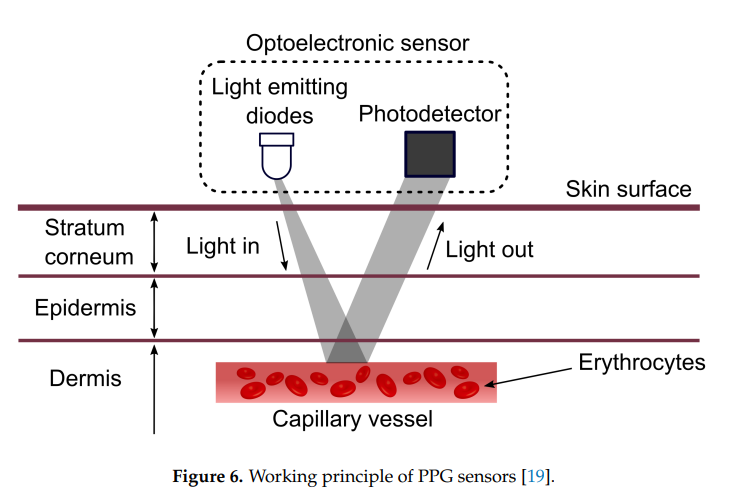 Optoelectronic sensor
Light emitting
diodes
Photodetector
Skin surface
Stratum
corneum
Light in
Light out
Epidermis
Dermis
Erythrocytes
Capillary vessel
Figure 6. Working principle of PPG sensors [19].